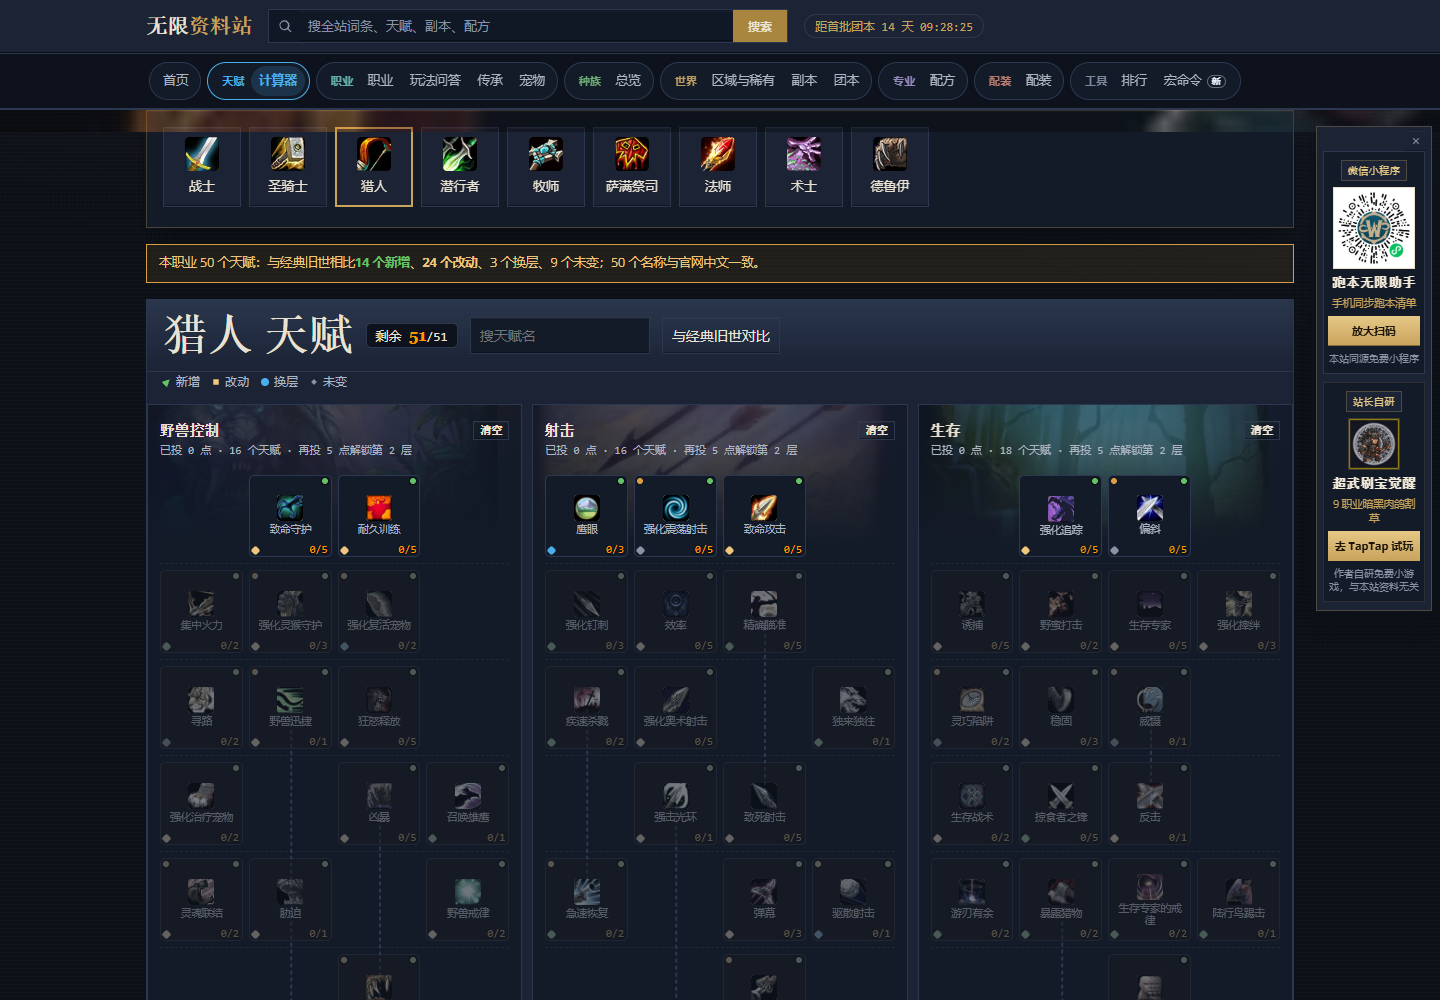 无限资料站
搜全站词条、天赋、副本、配方
搜索
距首批团本 14 天 09:28:25
首页
天赋 计算器
职业 职业 玩法问答 传承 宠物
种族 总览
世界 区域与稀有 副本 团本
专业 配方
配装 配装
工具 排行 宏命令 新
战士 圣骑士 猎人 潜行者 牧师 萨满祭司 法师 术士 德鲁伊
本职业 50 个天赋：与经典旧世相比14 个新增、24 个改动、3 个换层、9 个未变；50 个名称与官网中文一致。
猎人 天赋
剩余 51/51
搜天赋名
与经典旧世对比
新增 改动 换层 未变
野兽控制
清空
已投 0 点 · 16 个天赋 · 再投 5 点解锁第 2 层
致命守护 0/5
耐久训练 0/5
集中火力 0/2
强化灵猴守护 0/3
强化复活宠物 0/2
寻路 0/2
野兽迅捷 0/1
狂怒释放 0/5
强化治疗宠物 0/2
凶暴 0/5
召唤雄鹰 0/1
灵魂联结 0/2
胁迫 0/1
野兽戒律 0/2
射击
清空
已投 0 点 · 16 个天赋 · 再投 5 点解锁第 2 层
鹰眼 0/3
强化震荡射击 0/5
致命攻击 0/5
强化钉刺 0/3
效率 0/5
精确瞄准 0/5
疾速杀戮 0/2
强化奥术射击 0/5
独来独往 0/1
强击光环 0/1
致死射击 0/5
急速恢复 0/2
弹幕 0/3
驱散射击 0/1
生存
清空
已投 0 点 · 18 个天赋 · 再投 5 点解锁第 2 层
强化追踪 0/5
偏斜 0/5
诱捕 0/5
野蛮打击 0/2
生存专家 0/5
强化摔绊 0/3
灵巧陷阱 0/2
稳固 0/3
威慑 0/1
生存战术 0/2
掠食者之锋 0/5
反击 0/1
游刃有余 0/2
暴露猎物 0/2
生存专家的戒律 0/2
陆行鸟踢击 0/1
×
微信小程序
跑本无限助手
手机同步跑本清单
放大扫码
本站同源免费小程序
站长自研
超武刷宝觉醒
9 职业暗黑肉鸽割草
去 TapTap 试玩
作者自研免费小游戏，与本站资料无关